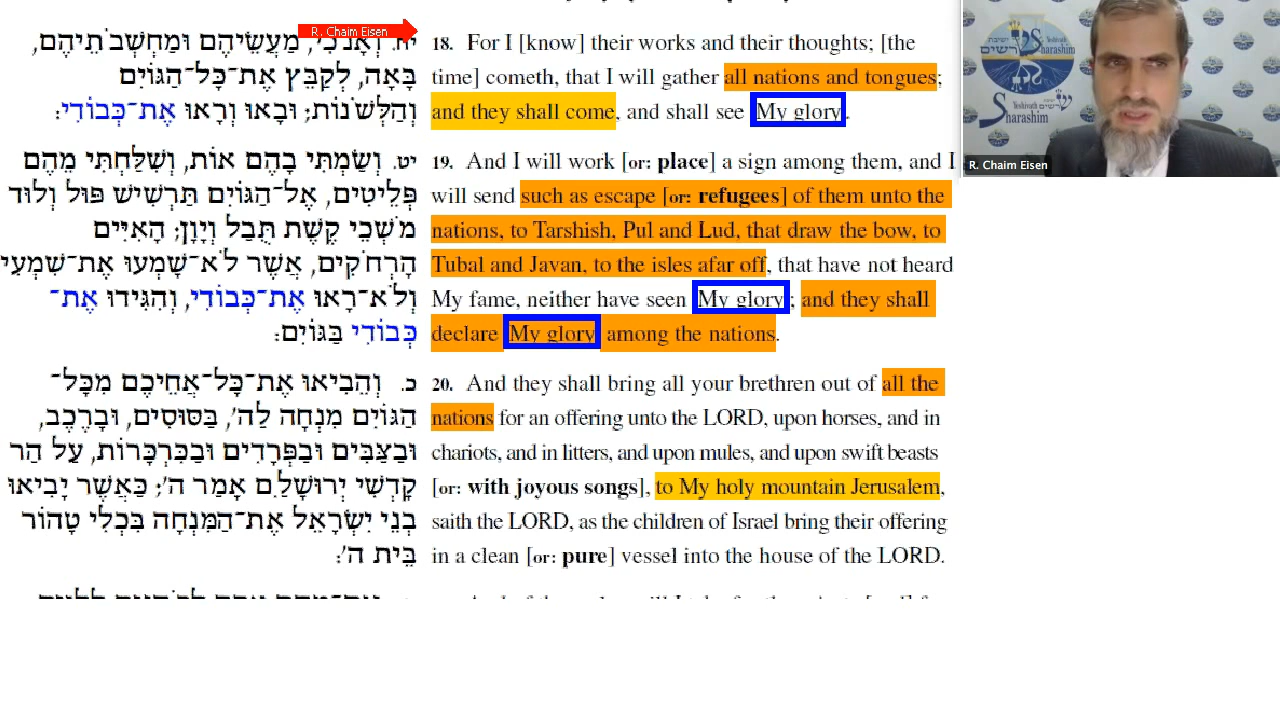 יח. וְאָנֹכִי, מַעֲשֵׂיהֶם וּמַחְשְׁבֹתֵיהֶם,
בָּאָה, לְקַבֵּץ אֶת־כָּל־הַגּוֹיִם
וְהַלְּשֹׁנוֹת; וּבָאוּ וְרָאוּ אֶת־כְּבוֹדִי:
יט. וְשַׂמְתִּי בָהֶם אוֹת, וְשִׁלַּחְתִּי מֵהֶם
פְּלֵיטִים, אֶל־הַגּוֹיִם תַּרְשִׁישׁ פּוּל וְלוּד
מֹשְׁכֵי קֶשֶׁת תֻּבַל וְיָוָן; הָאִיִּים
הָרְחֹקִים, אֲשֶׁר לֹא־שָׁמְעוּ אֶת־שִׁמְעִי
וְלֹא־רָאוּ אֶת־כְּבוֹדִי, וְהִגִּידוּ אֶת־
כְּבוֹדִי בַּגּוֹיִם:
כ. וְהֵבִיאוּ אֶת־כָּל־אֲחֵיכֶם מִכָּל־
הַגּוֹיִם מִנְחָה לַה', בַּסּוּסִים, וּבָרֶכֶב,
וּבַצַּבִּים וּבַפְּרָדִים וּבַכִּרְכָּרוֹת, עַל הַר
קָדְשִׁי יְרוּשָׁלַםִ אָמַר ה'; כַּאֲשֶׁר יָבִיאוּ
בְנֵי יִשְׂרָאֵל אֶת־הַמִּנְחָה בִּכְלִי טָהוֹר
בֵּית ה':
R. Chaim Eisen
18. For I [know] their works and their thoughts; [the
time] cometh, that I will gather all nations and tongues;
and they shall come, and shall see My glory.
19. And I will work [or: place] a sign among them, and I
will send such as escape [or: refugees] of them unto the
nations, to Tarshish, Pul and Lud, that draw the bow, to
Tubal and Javan, to the isles afar off, that have not heard
My fame, neither have seen My glory; and they shall
declare My glory among the nations.
20. And they shall bring all your brethren out of all the
nations for an offering unto the LORD, upon horses, and in
chariots, and in litters, and upon mules, and upon swift beasts
[or: with joyous songs], to My holy mountain Jerusalem,
saith the LORD, as the children of Israel bring their offering
in a clean [or: pure] vessel into the house of the LORD.
Sharashim
Yeshivath שרשים
Sharashim
R. Chaim Eisen